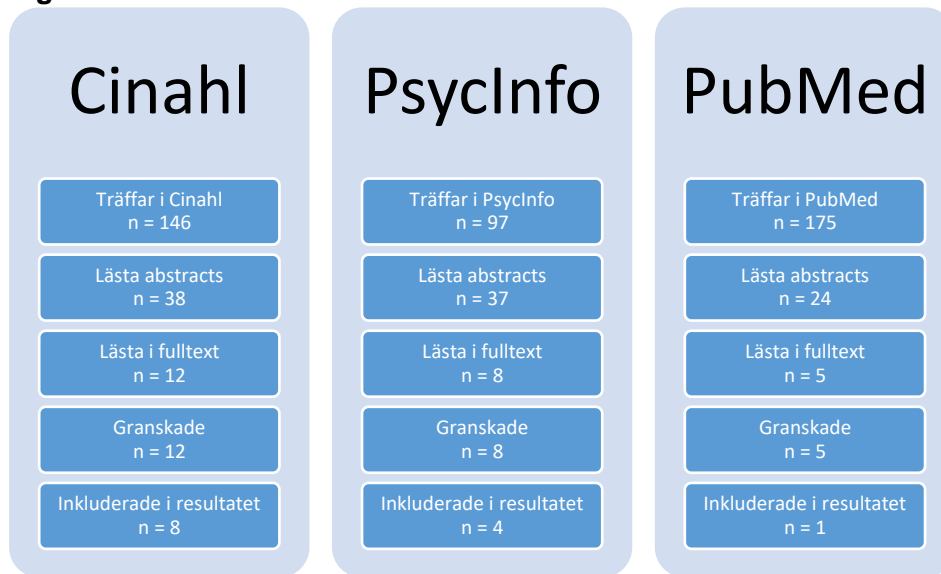 Cinahl
Träffar i Cinahl
n = 146
Lästa abstracts
n = 38
Lästa i fulltext
n = 12
Granskade
n = 12
Inkluderade i resultatet
n = 8
PsycInfo
Träffar i PsycInfo
n = 97
Lästa abstracts
n = 37
Lästa i fulltext
n = 8
Granskade
n = 8
Inkluderade i resultatet
n = 4
PubMed
Träffar i PubMed
n = 175
Lästa abstracts
n = 24
Lästa i fulltext
n = 5
Granskade
n = 5
Inkluderade i resultatet
n = 1